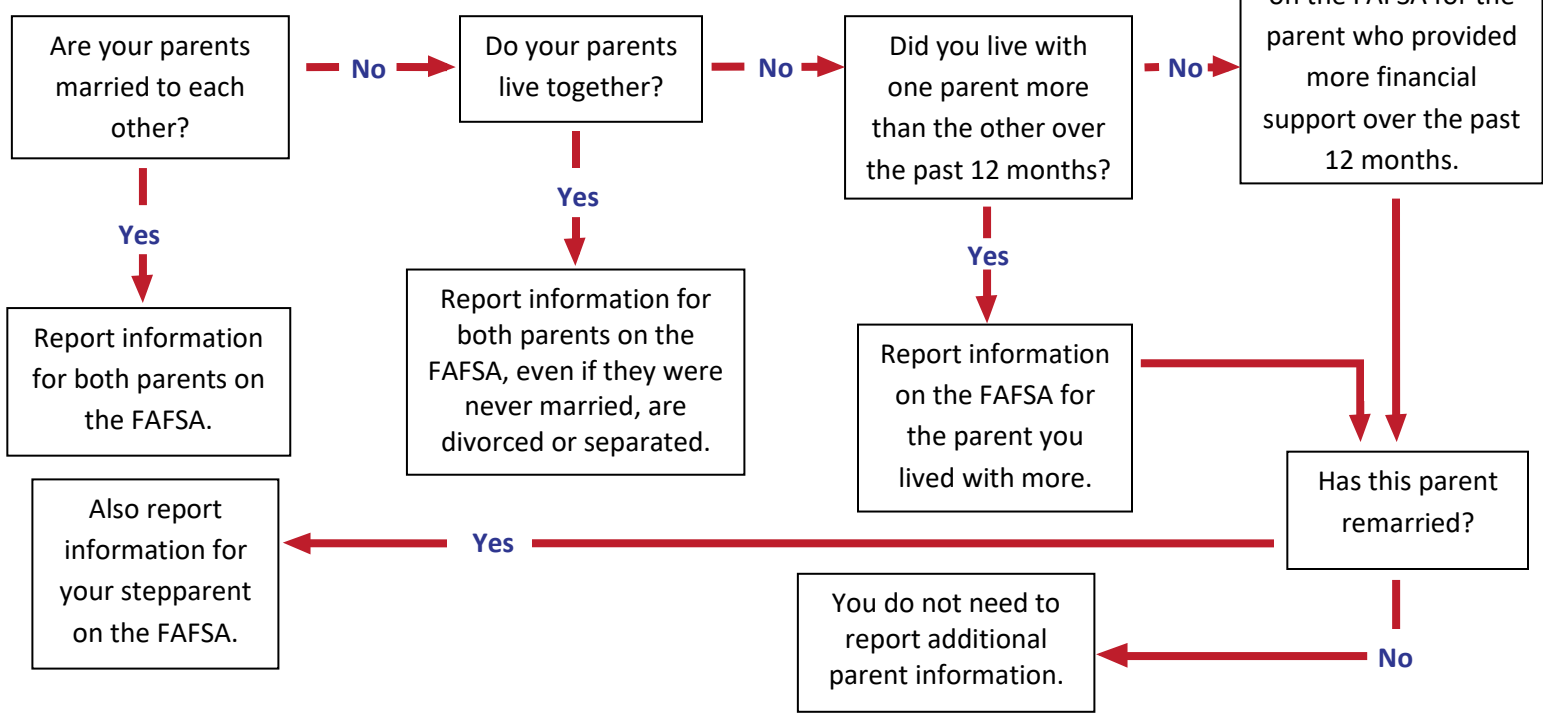 Are your parents
married to each
other?
No
Do your parents
live together?
No
Did you live with
one parent more
than the other over
the past 12 months?
No
on the FAFSA for the
parent who provided
more financial
support over the past
12 months.
Yes
Yes
Yes
Report information
for both parents on
the FAFSA.
Report information for
both parents on the
FAFSA, even if they were
never married, are
divorced or separated.
Report information
on the FAFSA for
the parent you
lived with more.
Has this parent
remarried?
Yes
Also report
information for
your stepparent
on the FAFSA.
No
You do not need to
report additional
parent information.